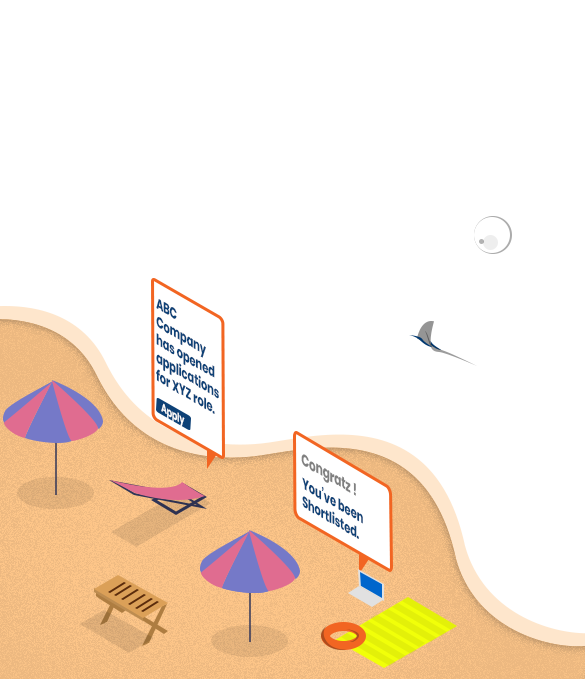 ABC
Company
has opened
applications
for XYZ role.
Apply
Congratz !
You've been
Shortlisted.